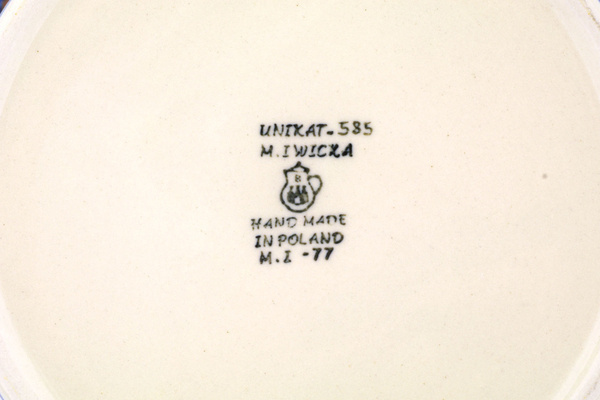 UNIKAT-585
M.IWICKA
B
HAND MADE
IN POLAND
M.I -77